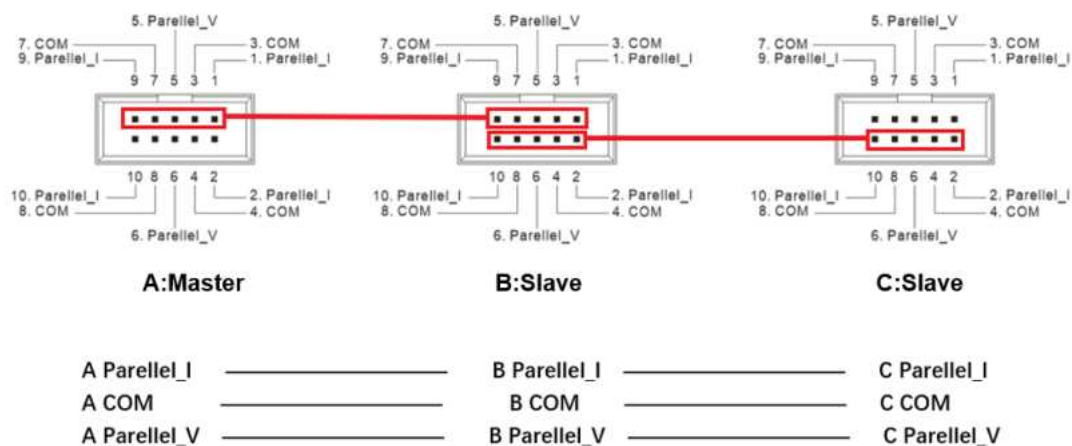 5. Parellel_V 5. Parellel_V 5. Parellel_V
7. COM 3. COM 7. COM 3. COM 7. COM 3. COM
9. Parellel_I 1. Parellel_I 9. Parellel_I 1. Parellel_I 9. Parellel_I 1. Parellel_I
9 7 5 3 1 9 7 5 3 1 9 7 5 3 1
10 8 6 4 2 10 8 6 4 2 10 8 6 4 2
10. Parellel_I 2. Parellel_I 10. Parellel_I 2. Parellel_I 10. Parellel_I 2. Parellel_I
8. COM 4. COM 8. COM 4. COM 8. COM 4. COM
6. Parellel_V 6. Parellel_V 6. Parellel_V
A:Master B:Slave C:Slave
A Parellel_I B Parellel_I C Parellel_I
A COM B COM C COM
A Parellel_V B Parellel_V C Parellel_V